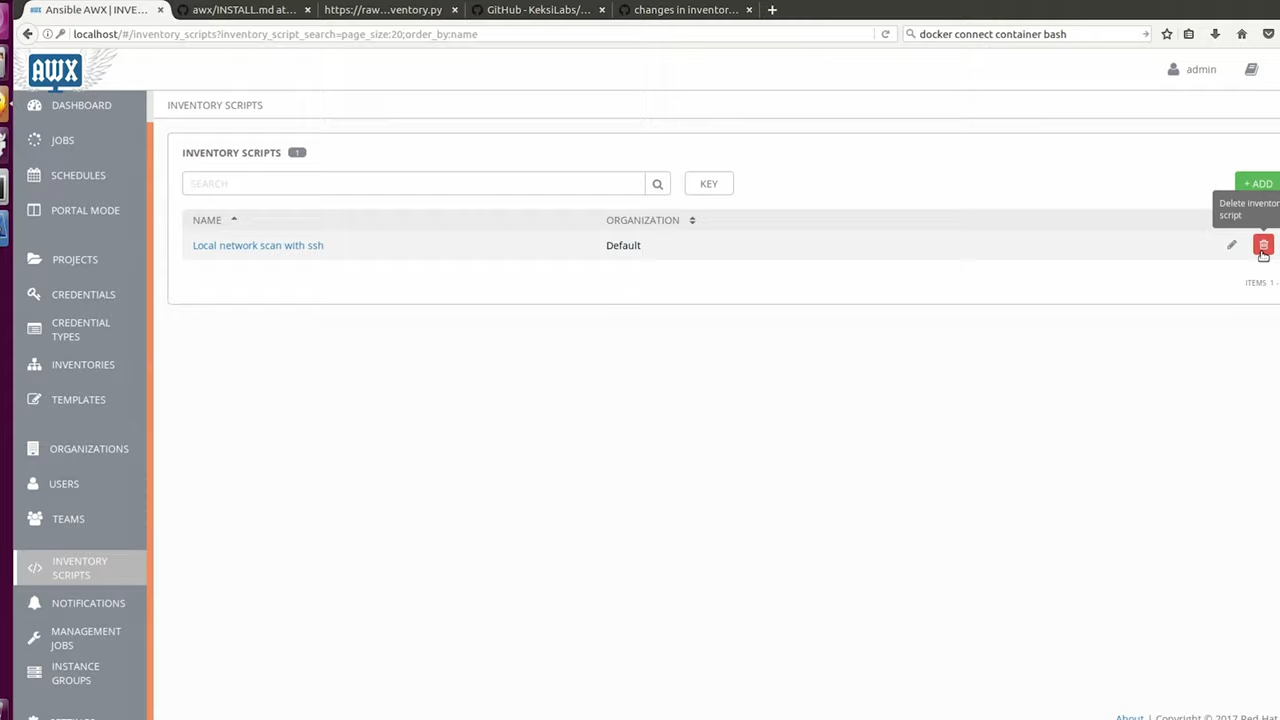 Ansible AWX | INVE...
awx/INSTALL.md at...
https://raw...ventory.py
GitHub - KeksiLabs/...
changes in inventor...
localhost/#/inventory_scripts?inventory_script_search=page_size:20;order_by:name
docker connect container bash
AWX
admin
DASHBOARD
JOBS
SCHEDULES
PORTAL MODE
PROJECTS
CREDENTIALS
CREDENTIAL
TYPES
INVENTORIES
TEMPLATES
ORGANIZATIONS
USERS
TEAMS
INVENTORY
SCRIPTS
NOTIFICATIONS
MANAGEMENT
JOBS
INSTANCE
GROUPS
INVENTORY SCRIPTS
INVENTORY SCRIPTS 1
SEARCH
KEY
+ ADD
Delete inventor
script
NAME
ORGANIZATION
Local network scan with ssh
Default
ITEMS 1 -
About | Copyright © 2017 Red Hat